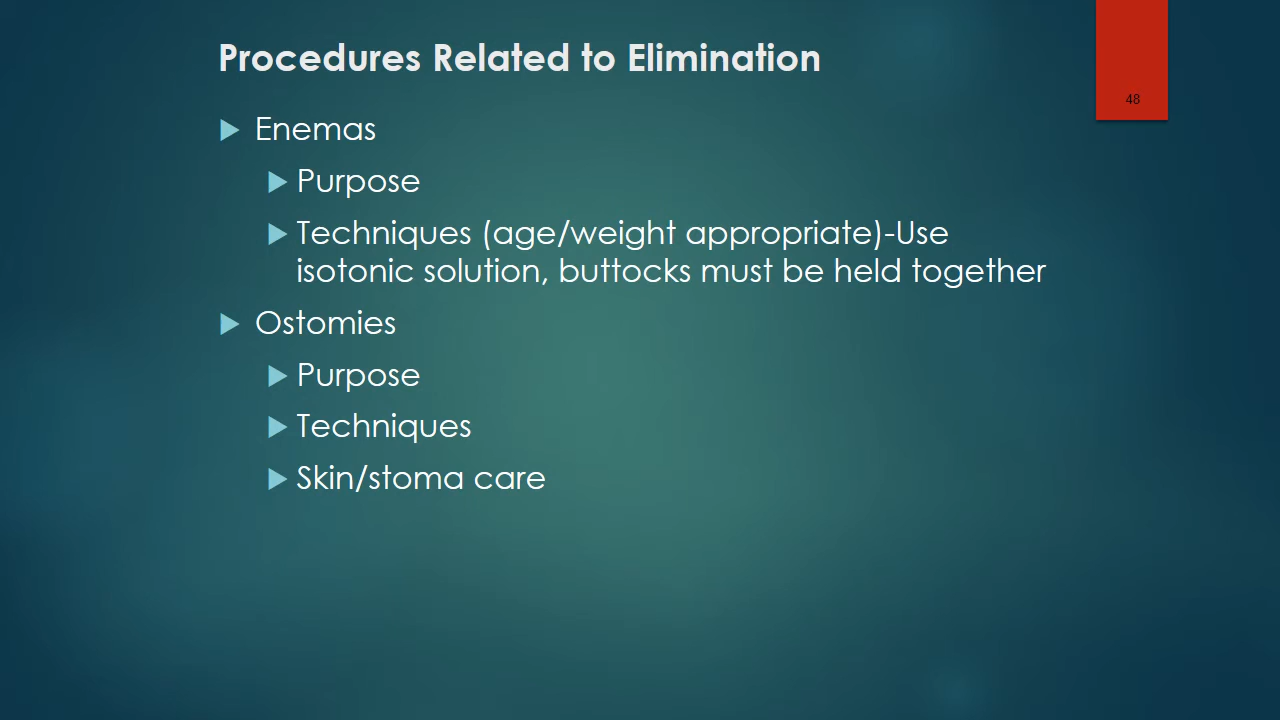 Procedures Related to Elimination
48
Enemas
Purpose
Techniques (age/weight appropriate)-Use
isotonic solution, buttocks must be held together
Ostomies
Purpose
Techniques
Skin/stoma care